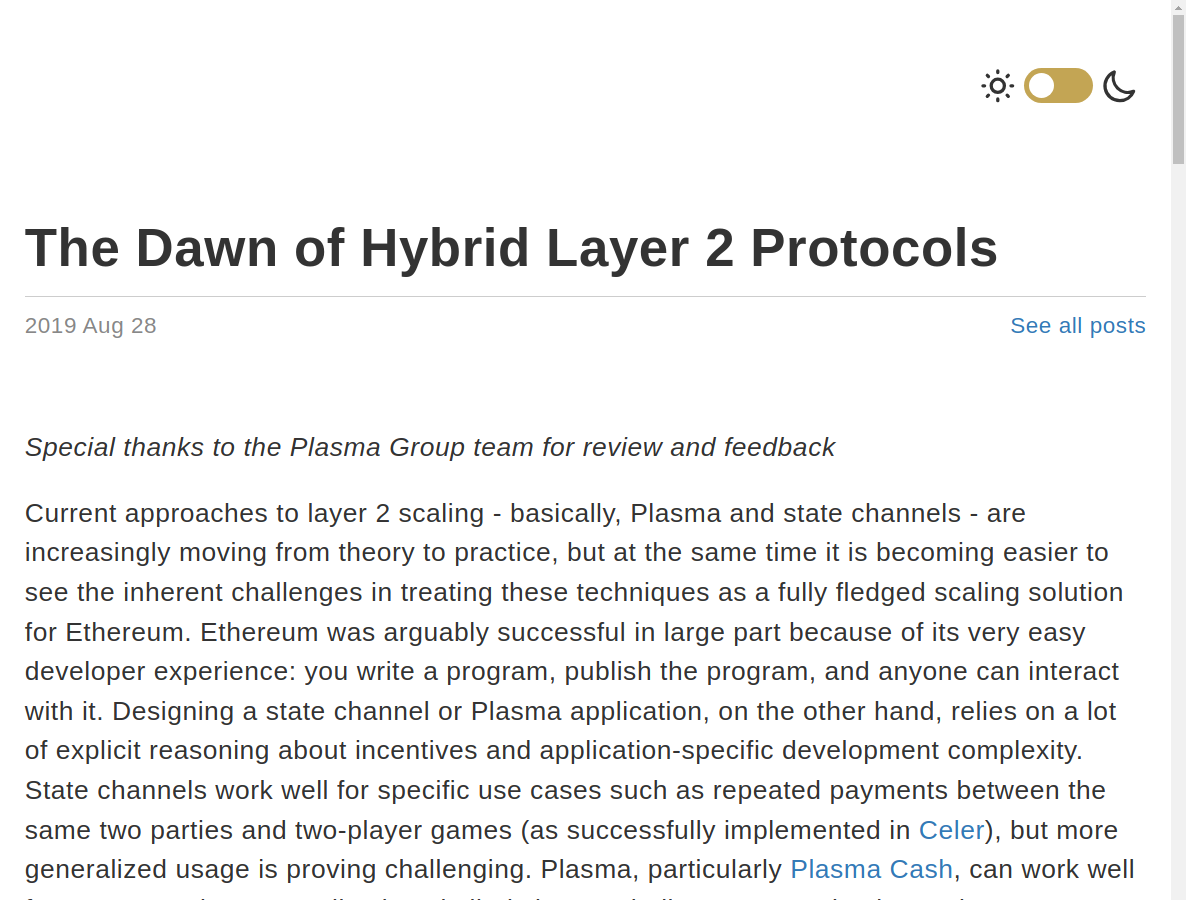 The Dawn of Hybrid Layer 2 Protocols
2019 Aug 28
See all posts
Special thanks to the Plasma Group team for review and feedback
Current approaches to layer 2 scaling - basically, Plasma and state channels - are
increasingly moving from theory to practice, but at the same time it is becoming easier to
see the inherent challenges in treating these techniques as a fully fledged scaling solution
for Ethereum. Ethereum was arguably successful in large part because of its very easy
developer experience: you write a program, publish the program, and anyone can interact
with it. Designing a state channel or Plasma application, on the other hand, relies on a lot
of explicit reasoning about incentives and application-specific development complexity.
State channels work well for specific use cases such as repeated payments between the
same two parties and two-player games (as successfully implemented in Celer), but more
generalized usage is proving challenging. Plasma, particularly Plasma Cash, can work well